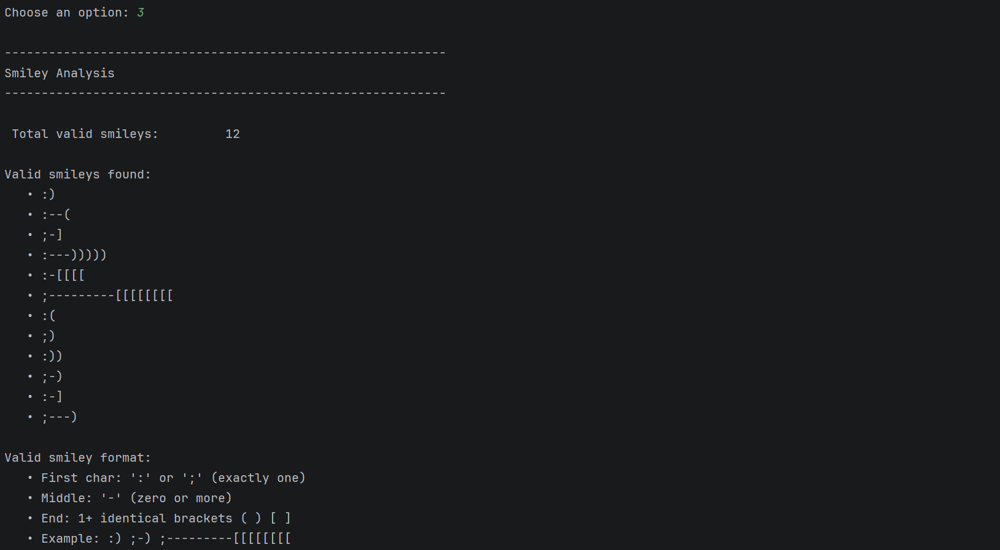 Choose an option: 3
------------------------------------------------------------
Smiley Analysis
------------------------------------------------------------
Total valid smileys:         12
Valid smileys found:
• :)
• :--(
• ;-]
• :---)))))
• :-[[[[
• ;---------[[[[[[[[
• :(
• ;)
• :))
• ;-)
• :-]
• ;---)
Valid smiley format:
• First char: ':' or ';' (exactly one)
• Middle: '-' (zero or more)
• End: 1+ identical brackets ( ) [ ]
• Example: :) ;-) ;---------[[[[[[[[